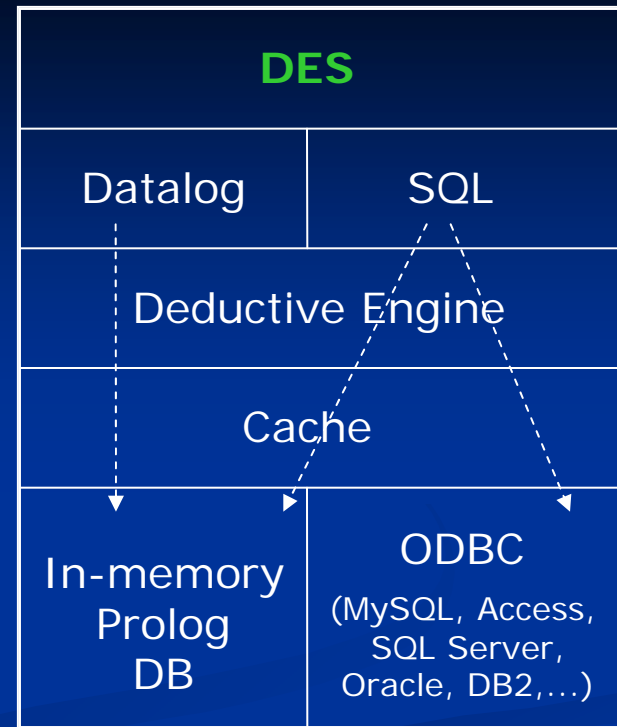 DES
Datalog
SQL
Deductive Engine
Cache
In-memory
Prolog
DB
ODBC
(MySQL, Access,
SQL Server,
Oracle, DB2,...)